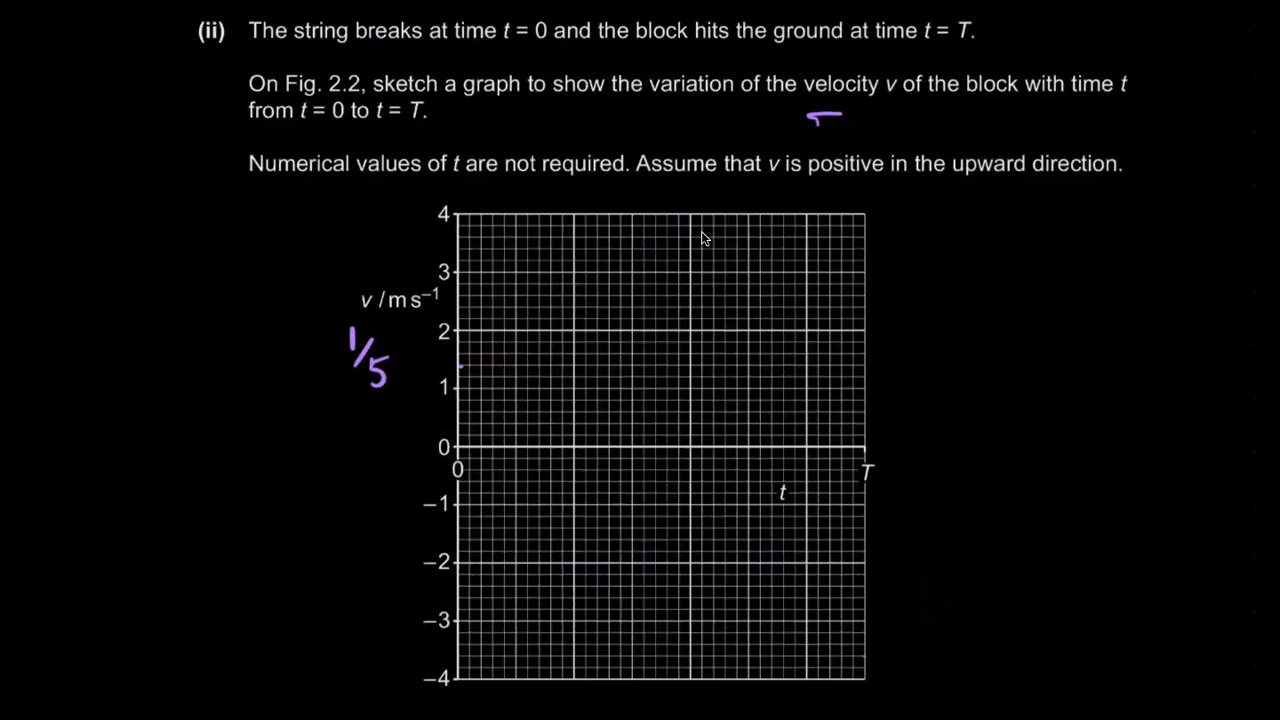 (ii) The string breaks at time t = 0 and the block hits the ground at time t = T.
On Fig. 2.2, sketch a graph to show the variation of the velocity v of the block with time t
from t = 0 to t = T.
Numerical values of t are not required. Assume that v is positive in the upward direction.
4
3
v / m s⁻¹
2
1/5
1
0
0
T
t
−1
−2
−3
−4